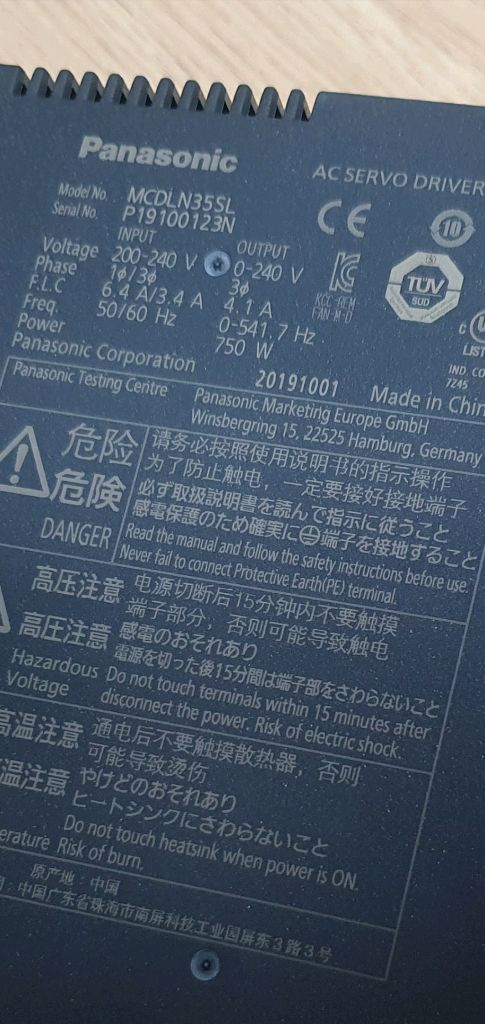 Panasonic
AC SERVO DRIVER
Model No. MCDLN35SL
Serial No. P19100123N
INPUT OUTPUT
Voltage 200-240 V 0-240 V
Phase 1ϕ/3ϕ 3ϕ
F.L.C 6.4 A/3.4 A 4.1 A
Freq. 50/60 Hz 0-541.7 Hz
Power 750 W
CE
10
KCC-REM
TÜV
SÜD
LIST
IND. CO
7Z45
Panasonic Corporation 20191001 Made in Chin
Panasonic Testing Centre
Panasonic Marketing Europe GmbH
Winsbergring 15, 22525 Hamburg, Germany
危险
危険
DANGER
请务必按照使用说明书的指示操作
为了防止触电，一定要接好接地端子
必ず取扱説明書を読んで指示に従うこと
感電保護のため確実に⏚端子を接地すること
Read the manual and follow the safety instructions before use.
Never fail to connect Protective Earth(PE) terminal.
高压注意
高圧注意
Hazardous
Voltage
电源切断后15分钟内不要触摸
端子部分，否则可能导致触电
感電のおそれあり
電源を切った後15分間は端子部をさわらないこと
Do not touch terminals within 15 minutes after
disconnect the power. Risk of electric shock.
高温注意
温注意
erature
通电后不要触摸散热器，否则
可能导致烫伤
やけどのおそれあり
ヒートシンクにさわらないこと
Do not touch heatsink when power is ON.
Risk of burn.
原产地：中国
：中国广东省珠海市南屏科技工业园屏东3路3号